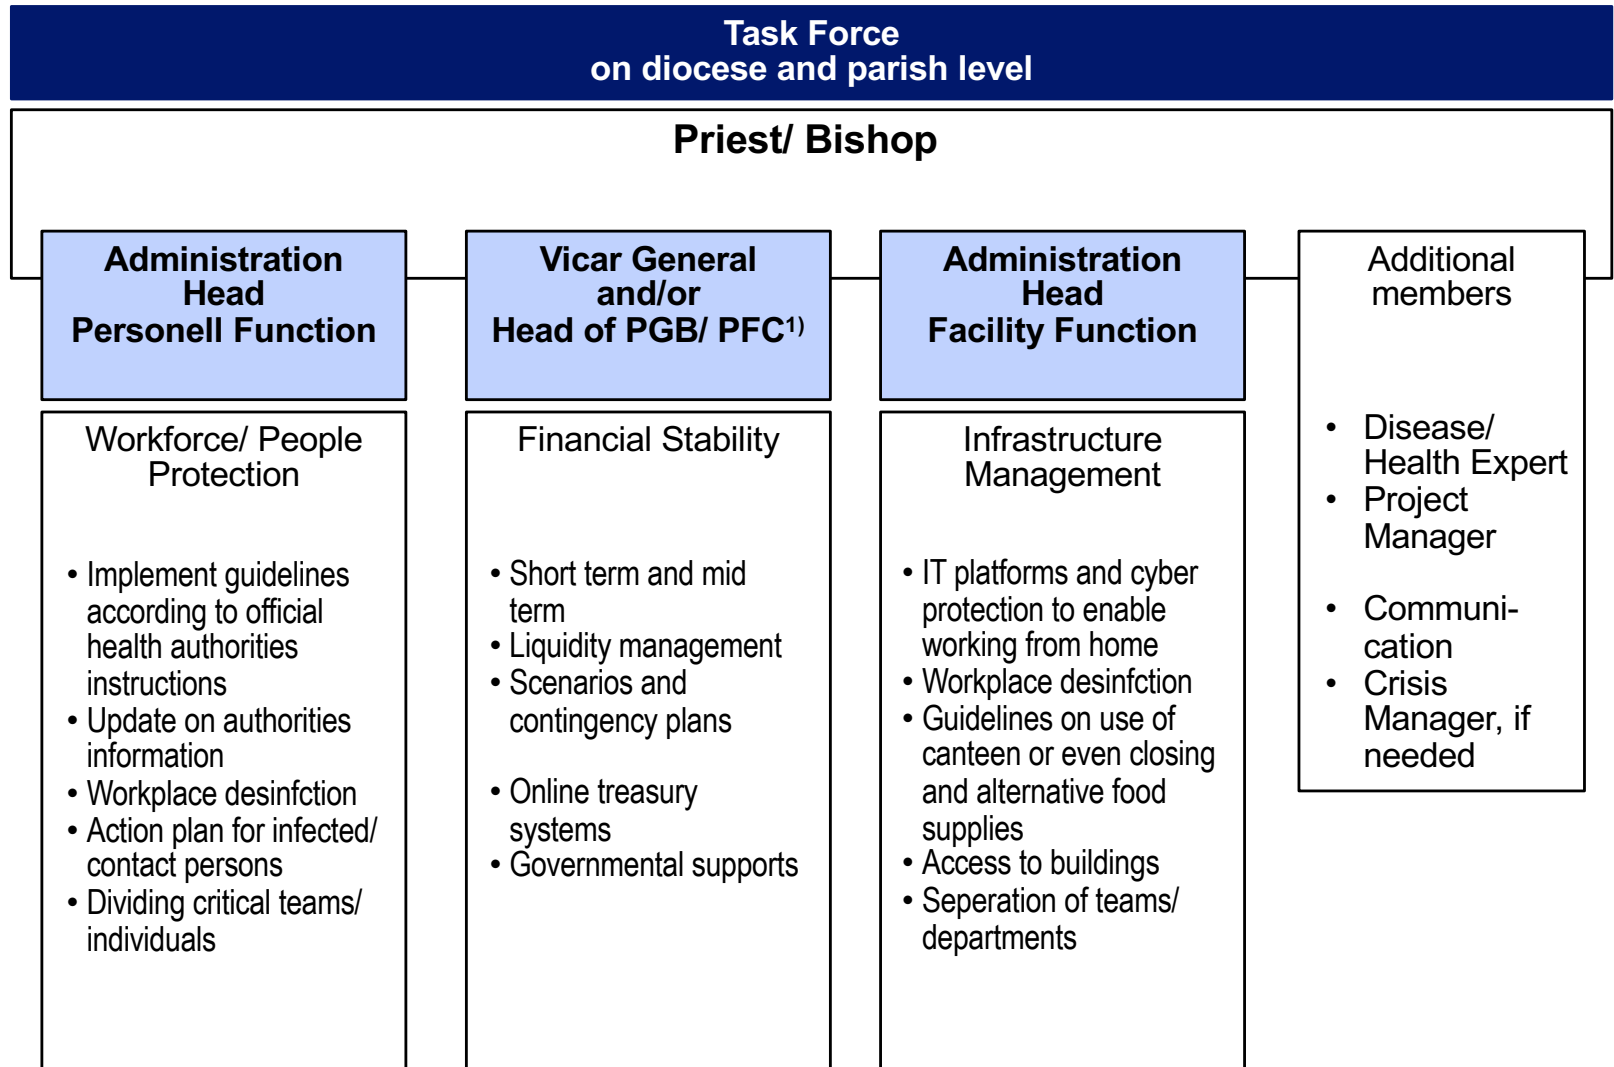 Task Force
on diocese and parish level
Priest/ Bishop
Administration
Head
Personell Function
Vicar General
and/or
Head of PGB/ PFC¹⁾
Administration
Head
Facility Function
Additional
members
Workforce/ People
Protection
• Implement guidelines
according to official
health authorities
instructions
• Update on authorities
information
• Workplace desinfction
• Action plan for infected/
contact persons
• Dividing critical teams/
individuals
Financial Stability
• Short term and mid
term
• Liquidity management
• Scenarios and
contingency plans
• Online treasury
systems
• Governmental supports
Infrastructure
Management
• IT platforms and cyber
protection to enable
working from home
• Workplace desinfction
• Guidelines on use of
canteen or even closing
and alternative food
supplies
• Access to buildings
• Seperation of teams/
departments
• Disease/
Health Expert
• Project
Manager
• Communi-
cation
• Crisis
Manager, if
needed